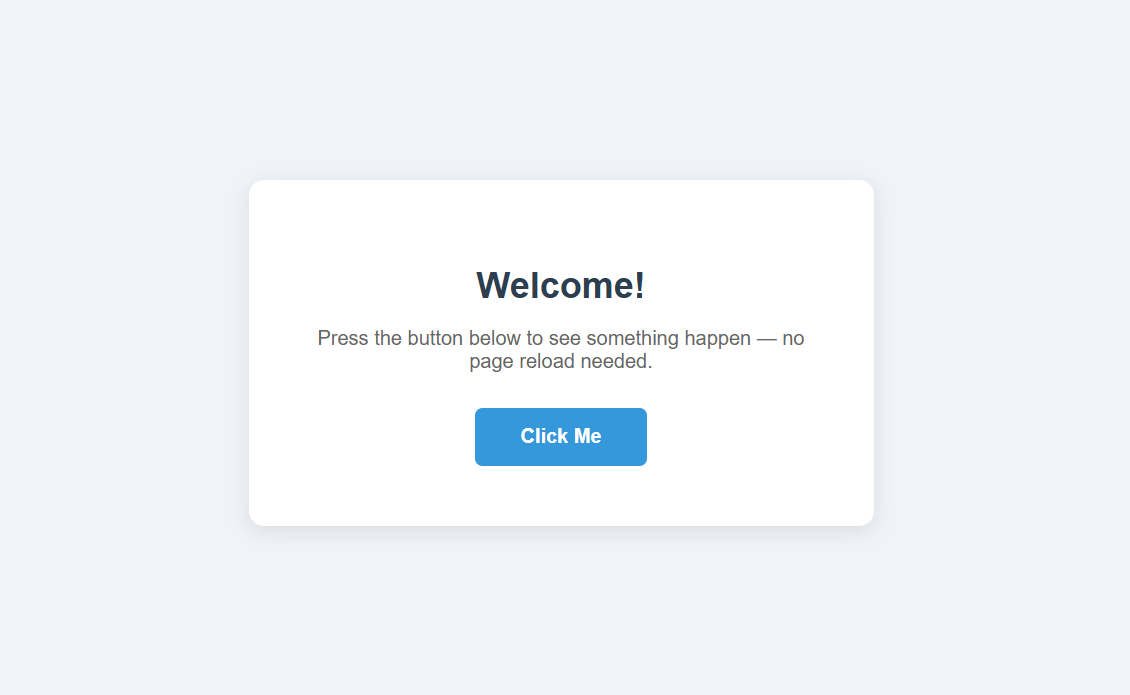 Welcome!
Press the button below to see something happen — no
page reload needed.
Click Me